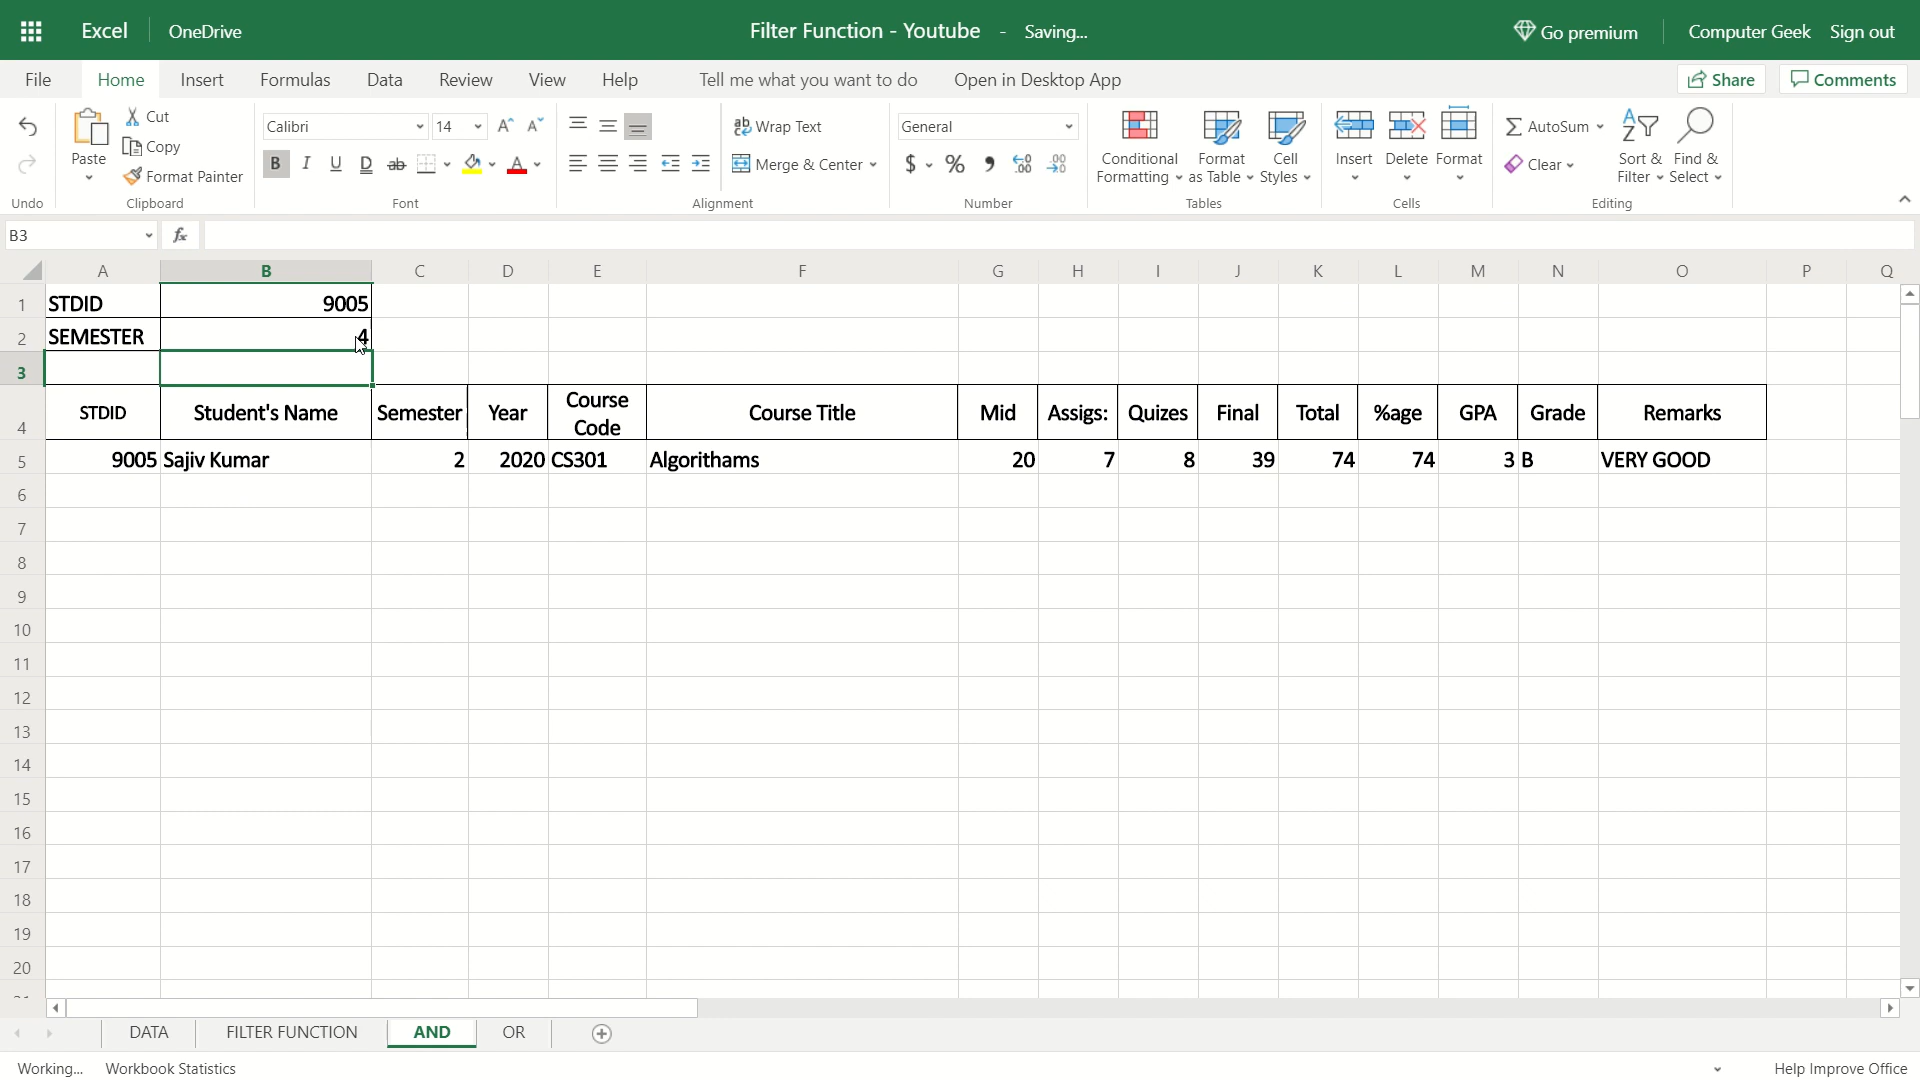 Excel OneDrive Filter Function - Youtube - Saving... Go premium Computer Geek Sign out
File Home Insert Formulas Data Review View Help Tell me what you want to do Open in Desktop App Share Comments
Cut
Copy
Format Painter
Paste
Undo Clipboard
Calibri 14
B I U D ab
Font
Wrap Text
Merge & Center
Alignment
General
$ % 9 .00 .00
Number
Conditional Formatting
Format as Table
Cell Styles
Tables
Insert Delete Format
Cells
AutoSum
Clear
Sort & Filter
Find & Select
Editing
B3 fx
A B C D E F G H I J K L M N O P Q
1 STDID 9005
2 SEMESTER 4
3
4 STDID Student's Name Semester Year Course Code Course Title Mid Assigs: Quizes Final Total %age GPA Grade Remarks
5 9005 Sajiv Kumar 2 2020 CS301 Algorithams 20 7 8 39 74 74 3 B VERY GOOD
6
7
8
9
10
11
12
13
14
15
16
17
18
19
20
DATA FILTER FUNCTION AND OR
Working... Workbook Statistics Help Improve Office